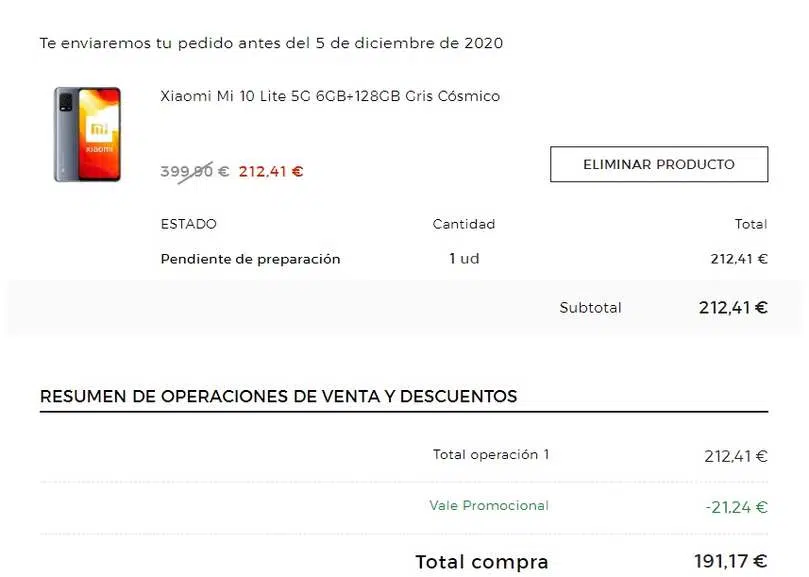 Te enviaremos tu pedido antes del 5 de diciembre de 2020
Xiaomi Mi 10 Lite 5G 6GB+128GB Gris Cósmico
mi
xiaomi
399,90 € 212,41 €
ELIMINAR PRODUCTO
ESTADO Cantidad Total
Pendiente de preparación 1 ud 212,41 €
Subtotal 212,41 €
RESUMEN DE OPERACIONES DE VENTA Y DESCUENTOS
Total operación 1 212,41 €
Vale Promocional -21,24 €
Total compra 191,17 €